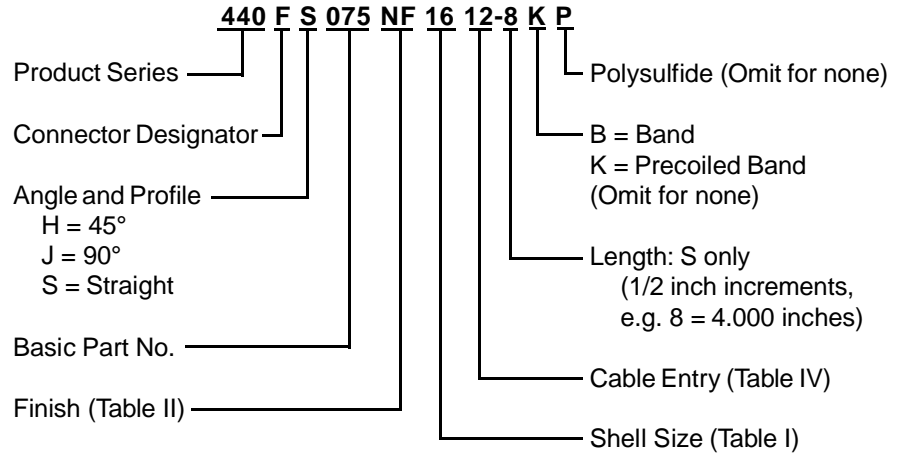 440 F S 075 NF 16 12-8 K P
Product Series
Connector Designator
Angle and Profile
H = 45°
J = 90°
S = Straight
Basic Part No.
Finish (Table II)
Polysulfide (Omit for none)
B = Band
K = Precoiled Band
(Omit for none)
Length: S only
(1/2 inch increments,
e.g. 8 = 4.000 inches)
Cable Entry (Table IV)
Shell Size (Table I)